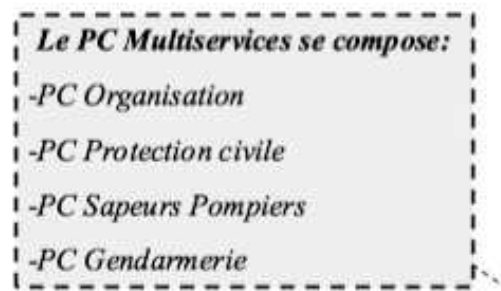 Le PC Multiservices se compose:
-PC Organisation
-PC Protection civile
-PC Sapeurs Pompiers
-PC Gendarmerie